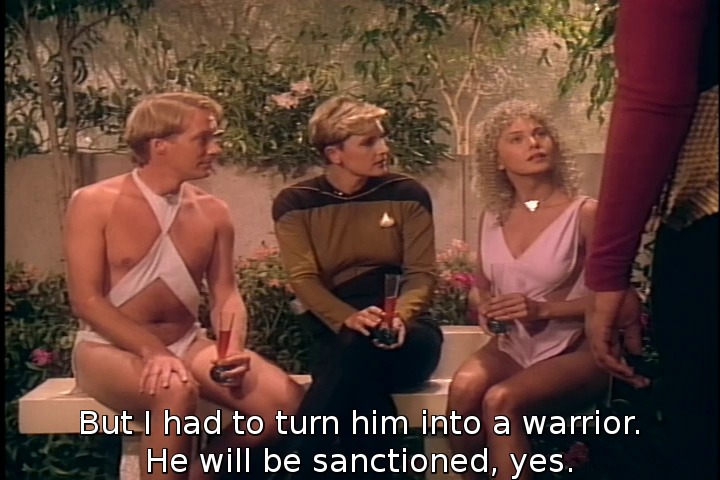 But I had to turn him into a warrior.
He will be sanctioned, yes.